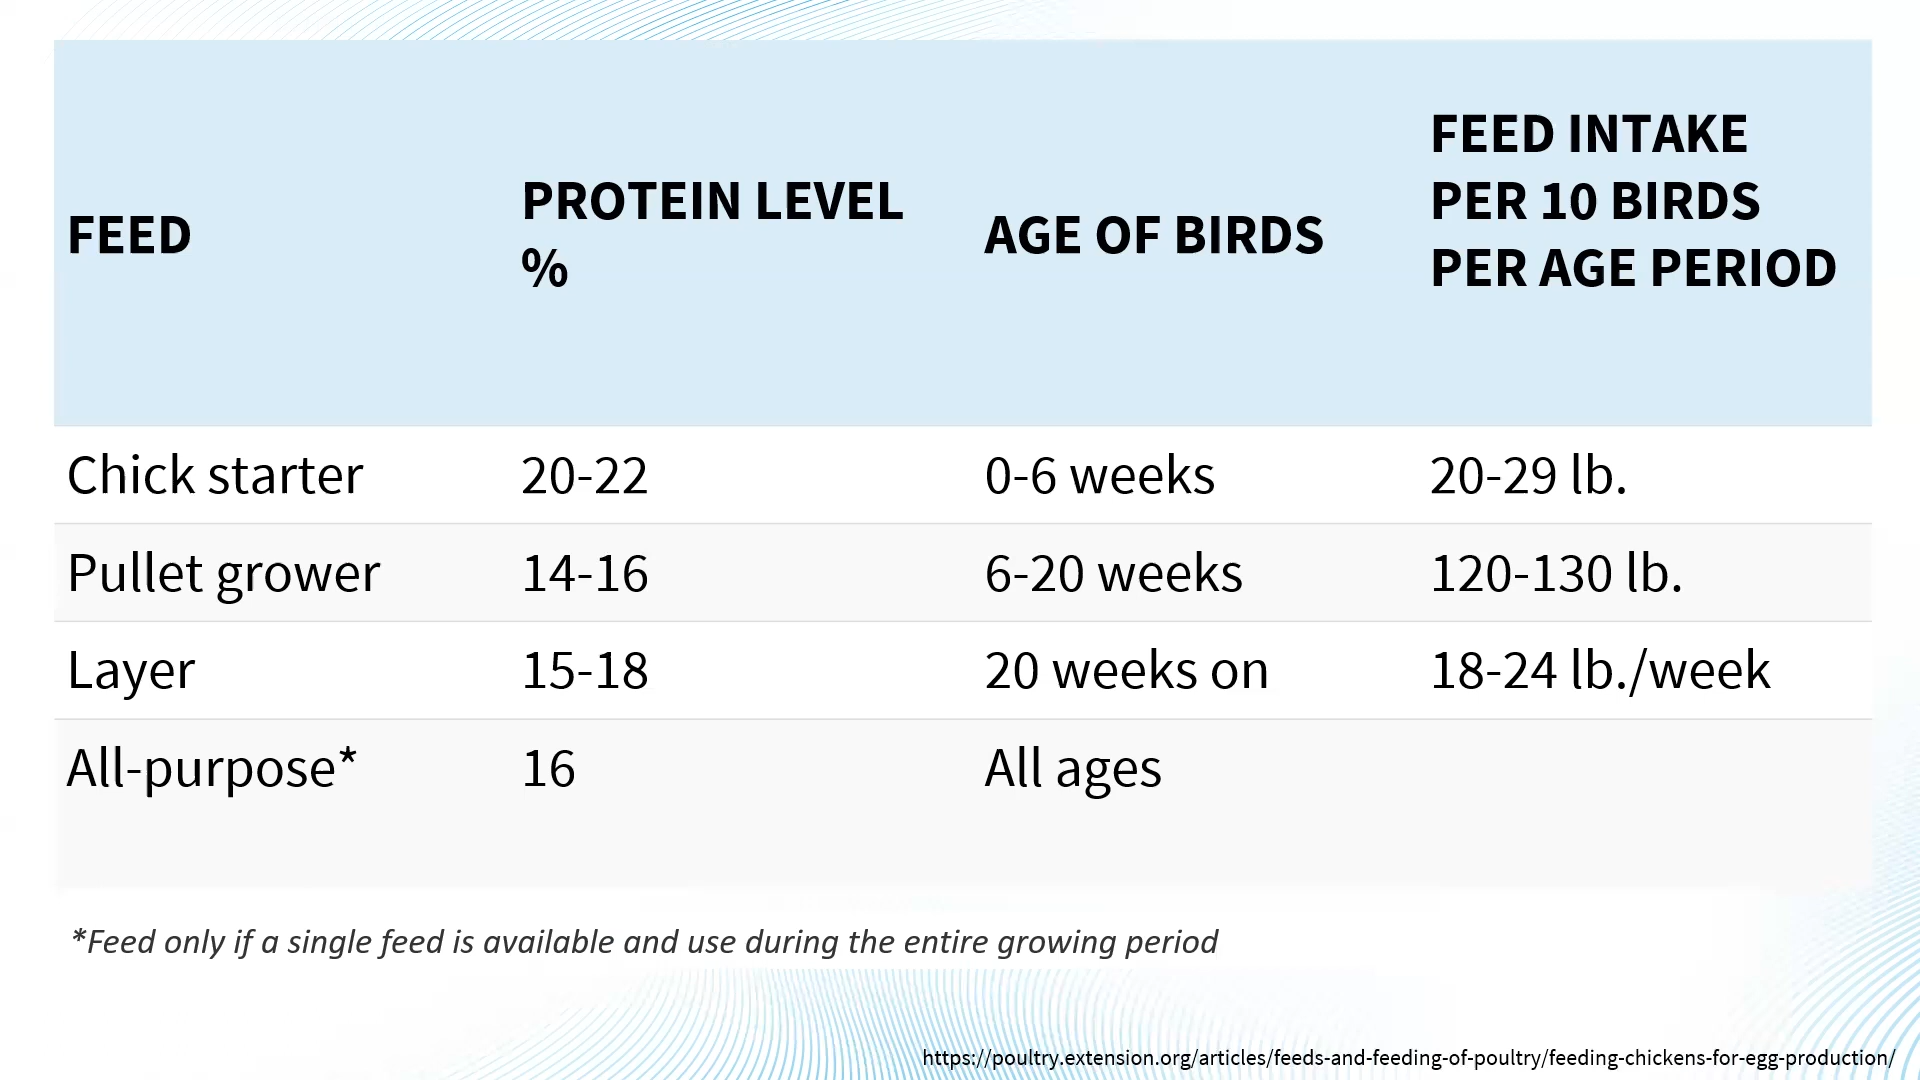 FEED
PROTEIN LEVEL
%
AGE OF BIRDS
FEED INTAKE
PER 10 BIRDS
PER AGE PERIOD
Chick starter 20-22 0-6 weeks 20-29 lb.
Pullet grower 14-16 6-20 weeks 120-130 lb.
Layer 15-18 20 weeks on 18-24 lb./week
All-purpose* 16 All ages
*Feed only if a single feed is available and use during the entire growing period
https://poultry.extension.org/articles/feeds-and-feeding-of-poultry/feeding-chickens-for-egg-production/